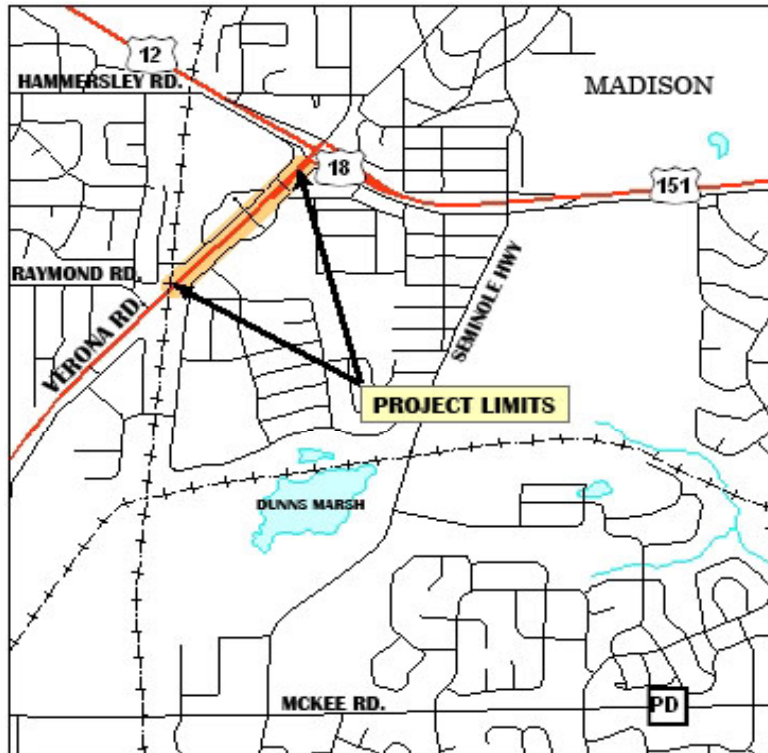 12
HAMMERSLEY RD.
MADISON
18
151
RAYMOND RD.
VERONA RD.
SEMINOLE HWY
PROJECT LIMITS
DUNNS MARSH
MCKEE RD.
PD